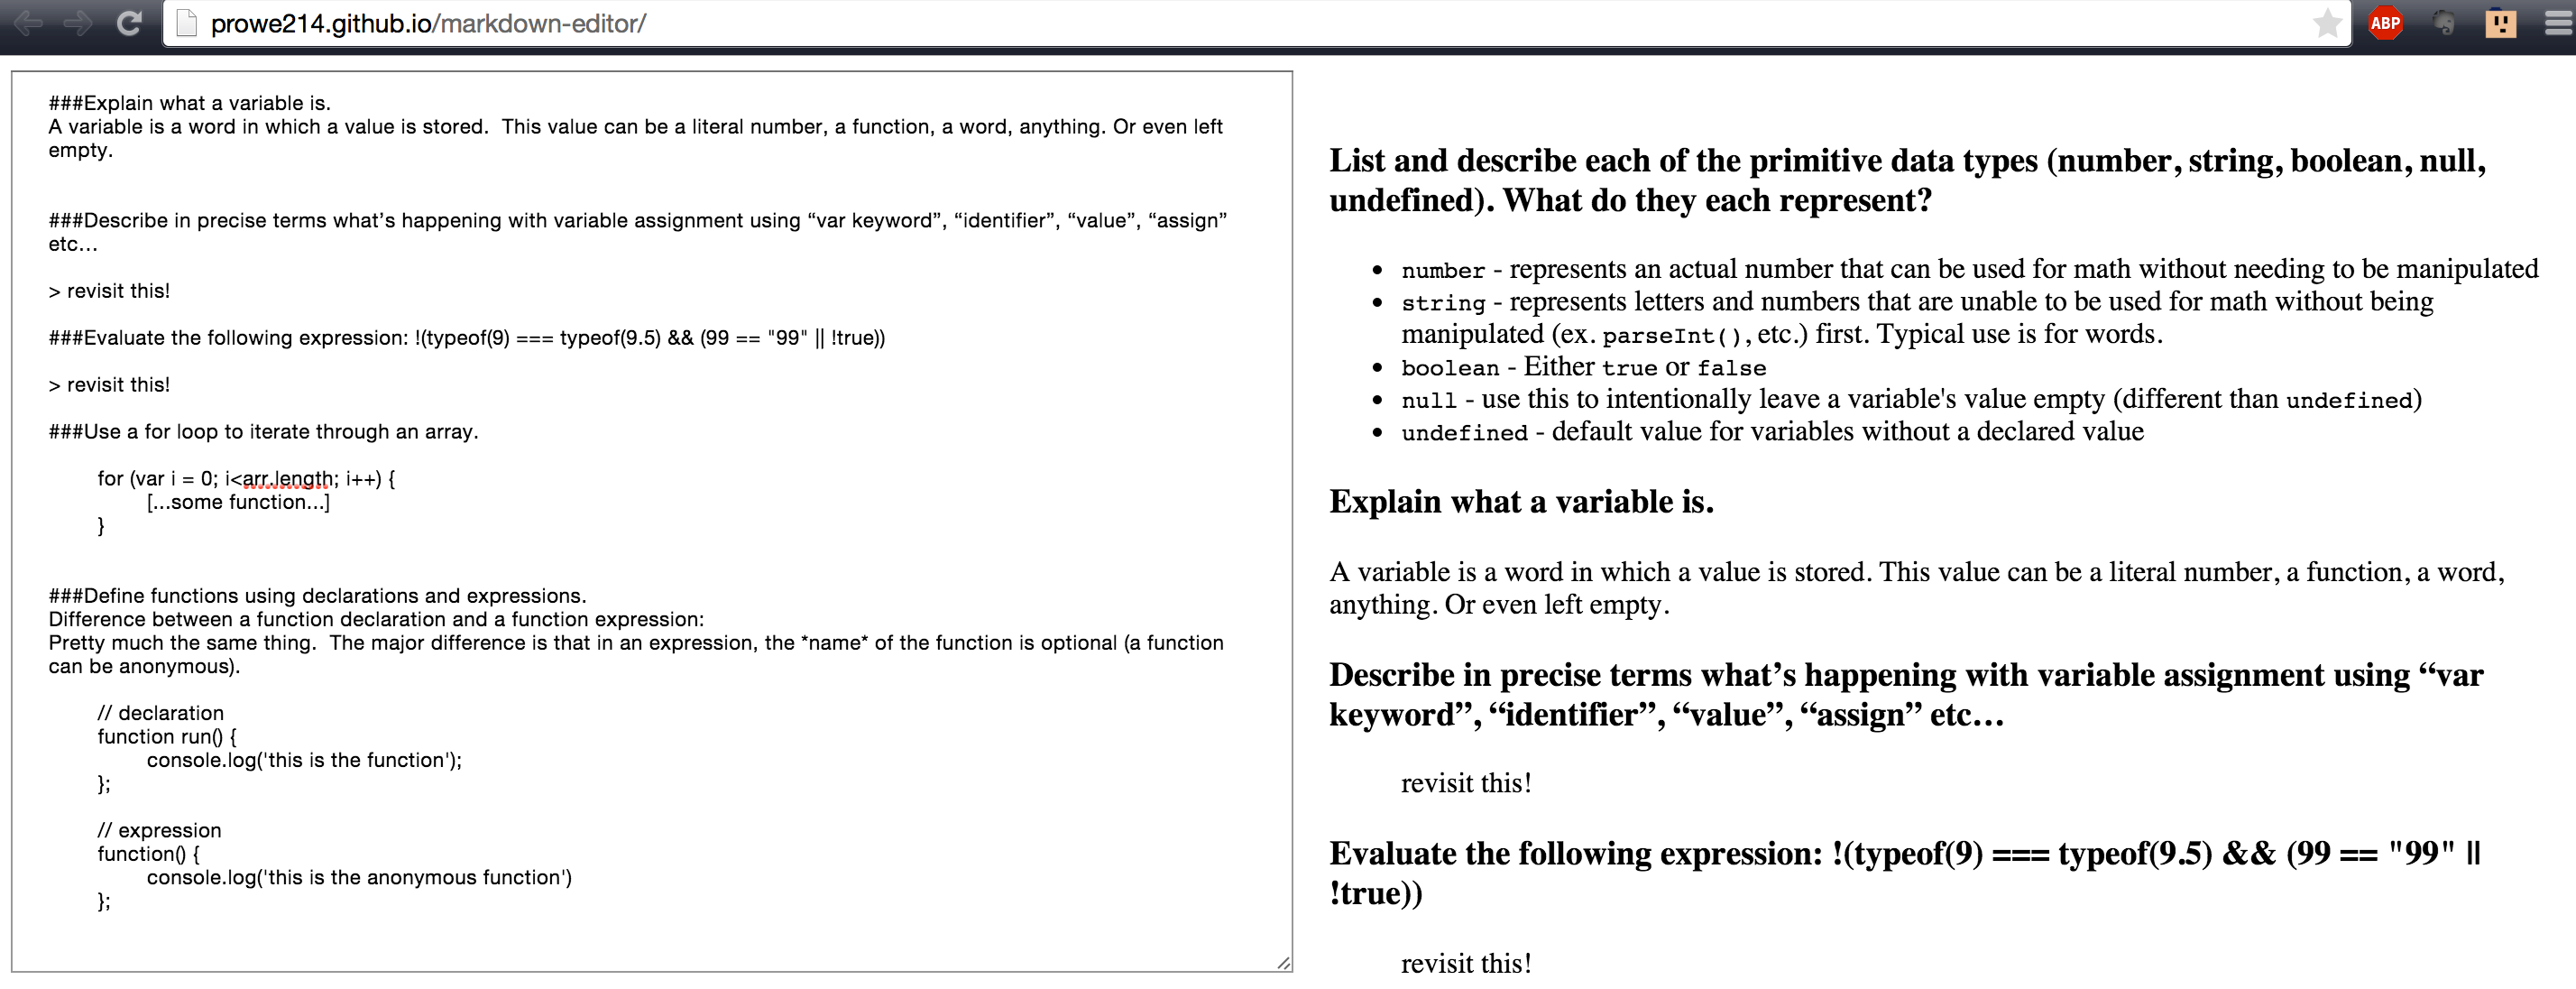 prowe214.github.io/markdown-editor/
ABP
###Explain what a variable is.
A variable is a word in which a value is stored.  This value can be a literal number, a function, a word, anything. Or even left
empty.
###Describe in precise terms what’s happening with variable assignment using “var keyword”, “identifier”, “value”, “assign”
etc…
> revisit this!
###Evaluate the following expression: !(typeof(9) === typeof(9.5) && (99 == "99" || !true))
> revisit this!
###Use a for loop to iterate through an array.
for (var i = 0; i<arr.length; i++) {
[...some function...]
}
###Define functions using declarations and expressions.
Difference between a function declaration and a function expression:
Pretty much the same thing.  The major difference is that in an expression, the *name* of the function is optional (a function
can be anonymous).
// declaration
function run() {
console.log('this is the function');
};
// expression
function() {
console.log('this is the anonymous function')
};
List and describe each of the primitive data types (number, string, boolean, null,
undefined). What do they each represent?
• number - represents an actual number that can be used for math without needing to be manipulated
• string - represents letters and numbers that are unable to be used for math without being
manipulated (ex. parseInt(), etc.) first. Typical use is for words.
• boolean - Either true or false
• null - use this to intentionally leave a variable's value empty (different than undefined)
• undefined - default value for variables without a declared value
Explain what a variable is.
A variable is a word in which a value is stored. This value can be a literal number, a function, a word,
anything. Or even left empty.
Describe in precise terms what’s happening with variable assignment using “var
keyword”, “identifier”, “value”, “assign” etc…
revisit this!
Evaluate the following expression: !(typeof(9) === typeof(9.5) && (99 == "99" ||
!true))
revisit this!